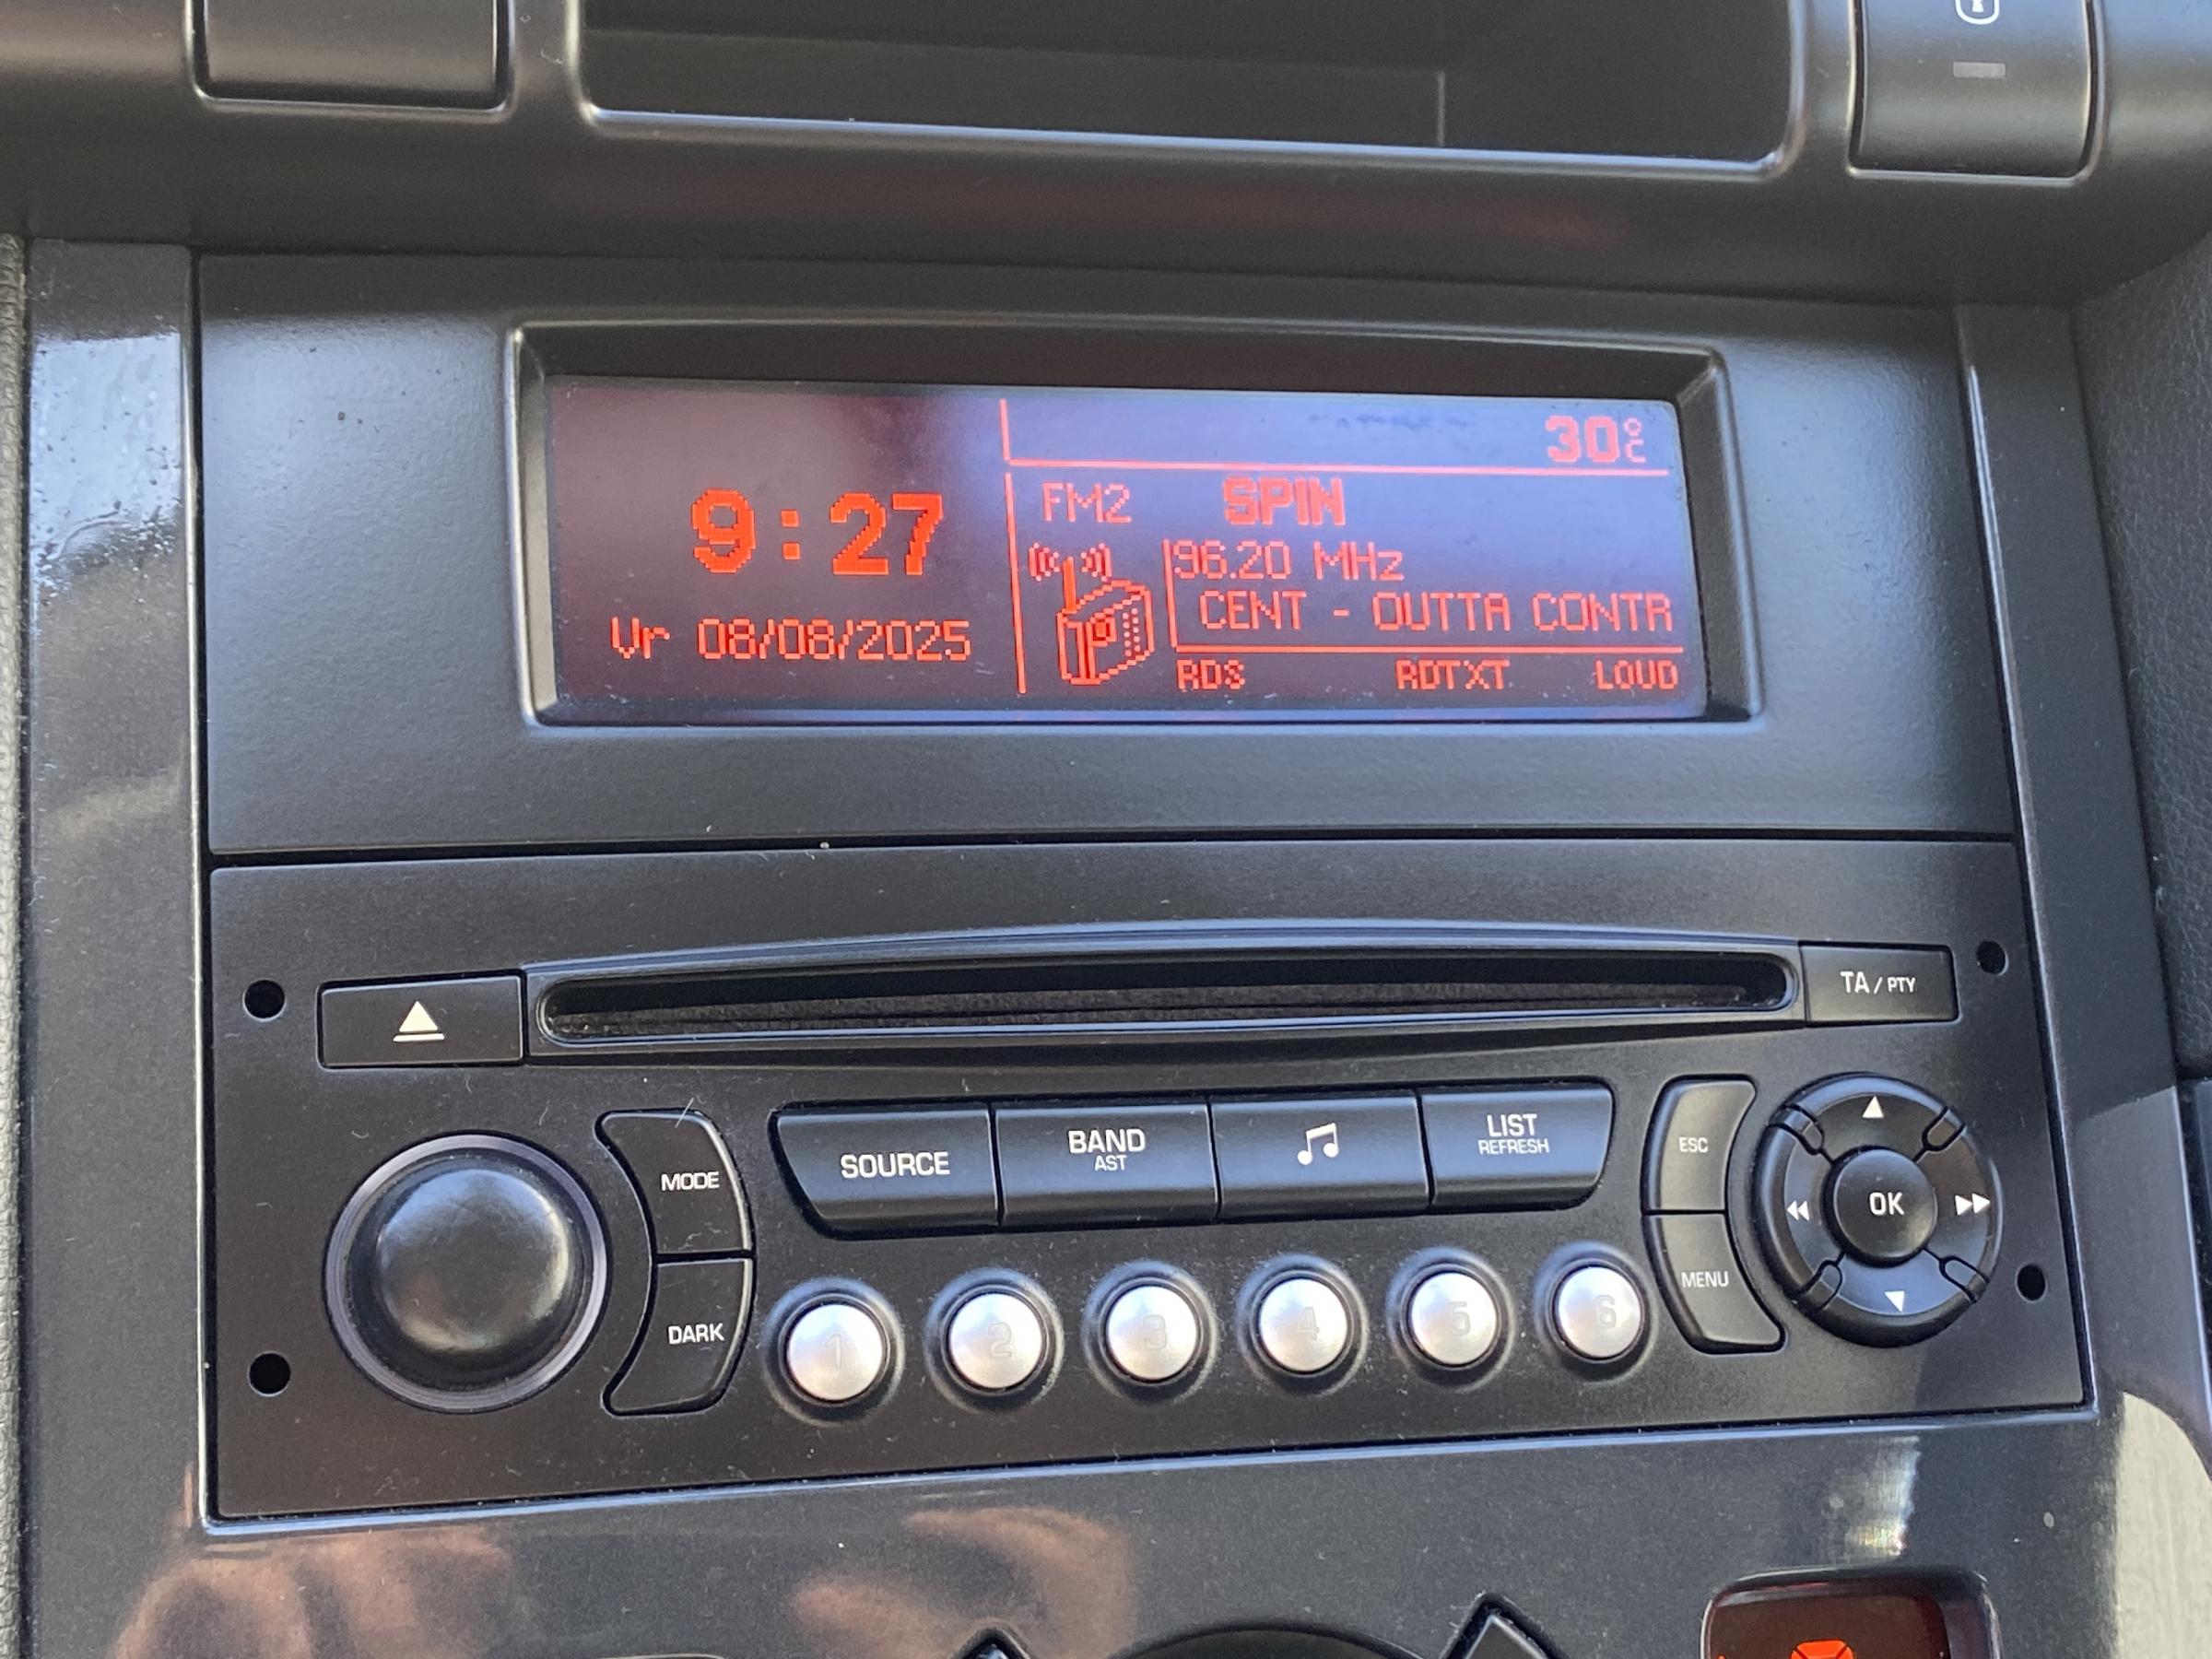 30°C
9:27
Vr 08/08/2025
FM2 SPIN
96.20 MHz
CENT - OUTTA CONTR
RDS RDTXT LOUD
TA / PTY
SOURCE
BAND
AST
LIST
REFRESH
MODE
DARK
ESC
MENU
OK
1 2 3 4 5 6